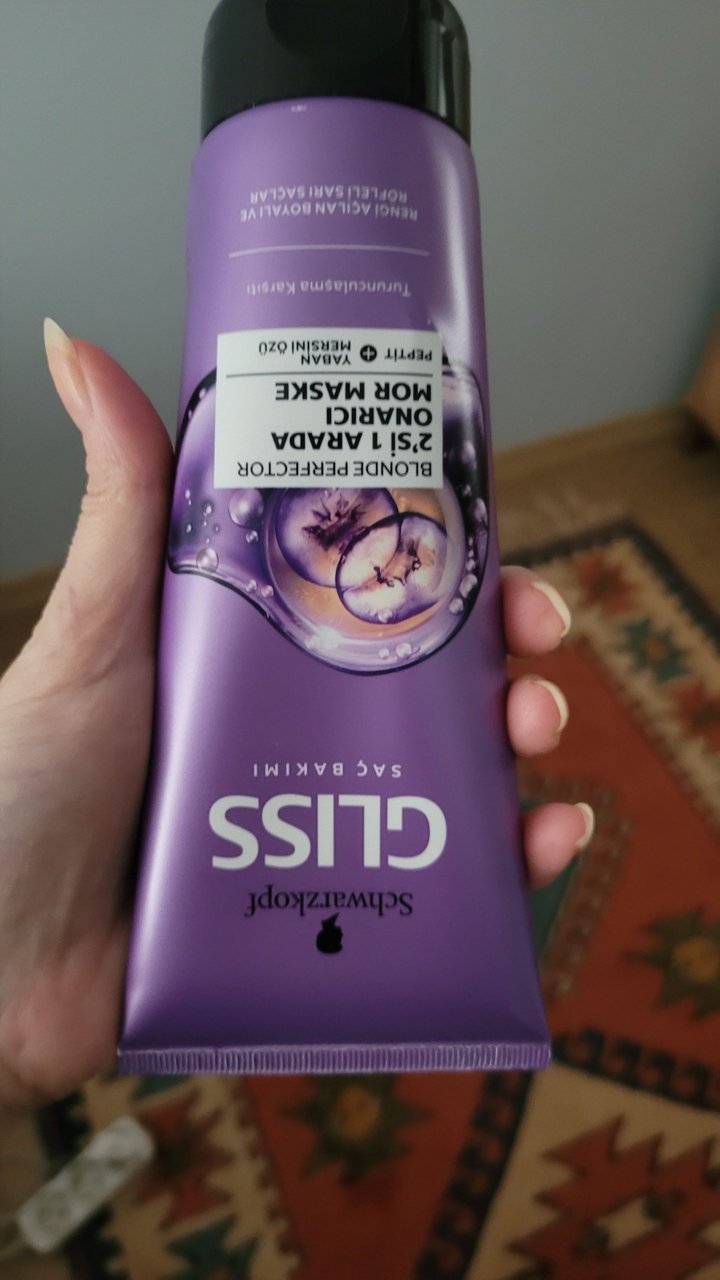 Schwarzkopf
GLISS
SAÇ BAKIMI
BLONDE PERFECTOR
2'Sİ 1 ARADA
ONARICI
MOR MASKE
PEPTİT + YABAN
MERSİNİ ÖZÜ
Turunculaşma Karşıtı
RENGİ AÇILAN BOYALI VE
RÖFLELİ SARI SAÇLAR